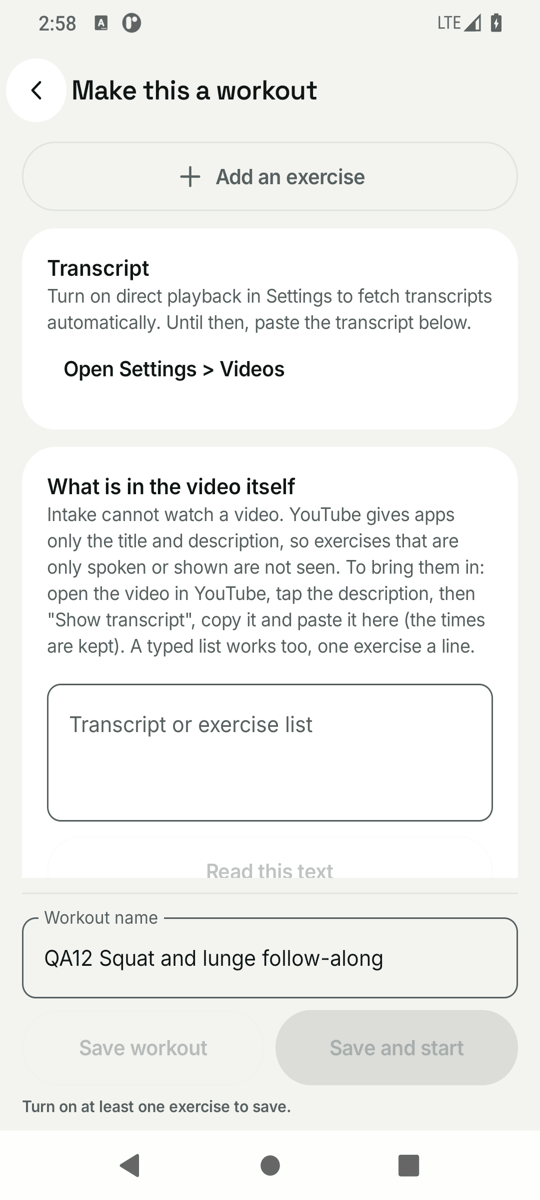 2:58
LTE
Make this a workout
Add an exercise
Transcript
Turn on direct playback in Settings to fetch transcripts
automatically. Until then, paste the transcript below.
Open Settings > Videos
What is in the video itself
Intake cannot watch a video. YouTube gives apps
only the title and description, so exercises that are
only spoken or shown are not seen. To bring them in:
open the video in YouTube, tap the description, then
"Show transcript", copy it and paste it here (the times
are kept). A typed list works too, one exercise a line.
Transcript or exercise list
Read this text
Workout name
QA12 Squat and lunge follow-along
Save workout
Save and start
Turn on at least one exercise to save.